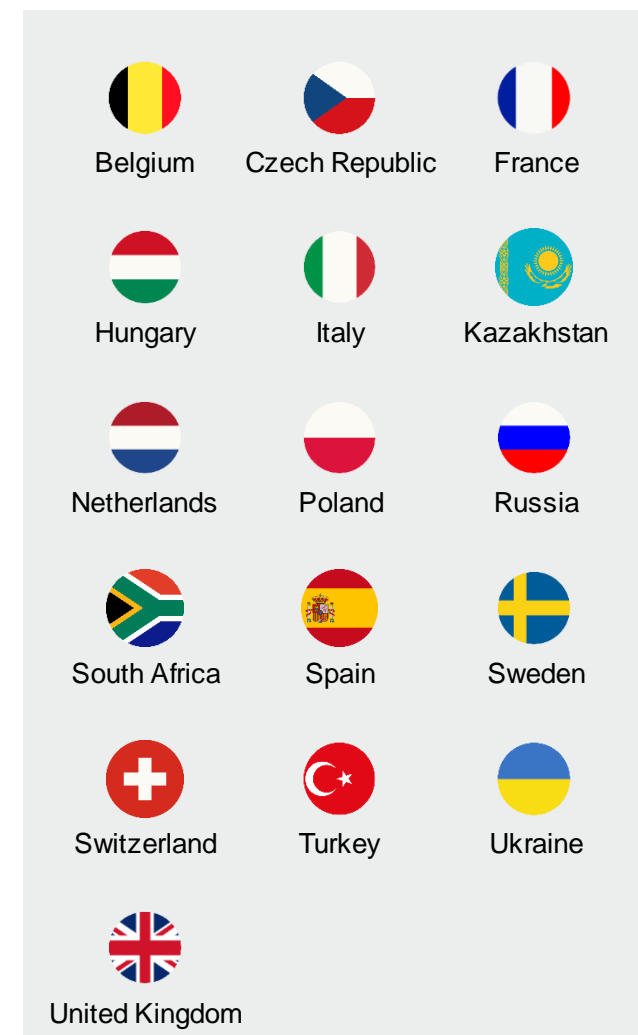 Belgium Czech Republic France
Hungary Italy Kazakhstan
Netherlands Poland Russia
South Africa Spain Sweden
Switzerland Turkey Ukraine
United Kingdom